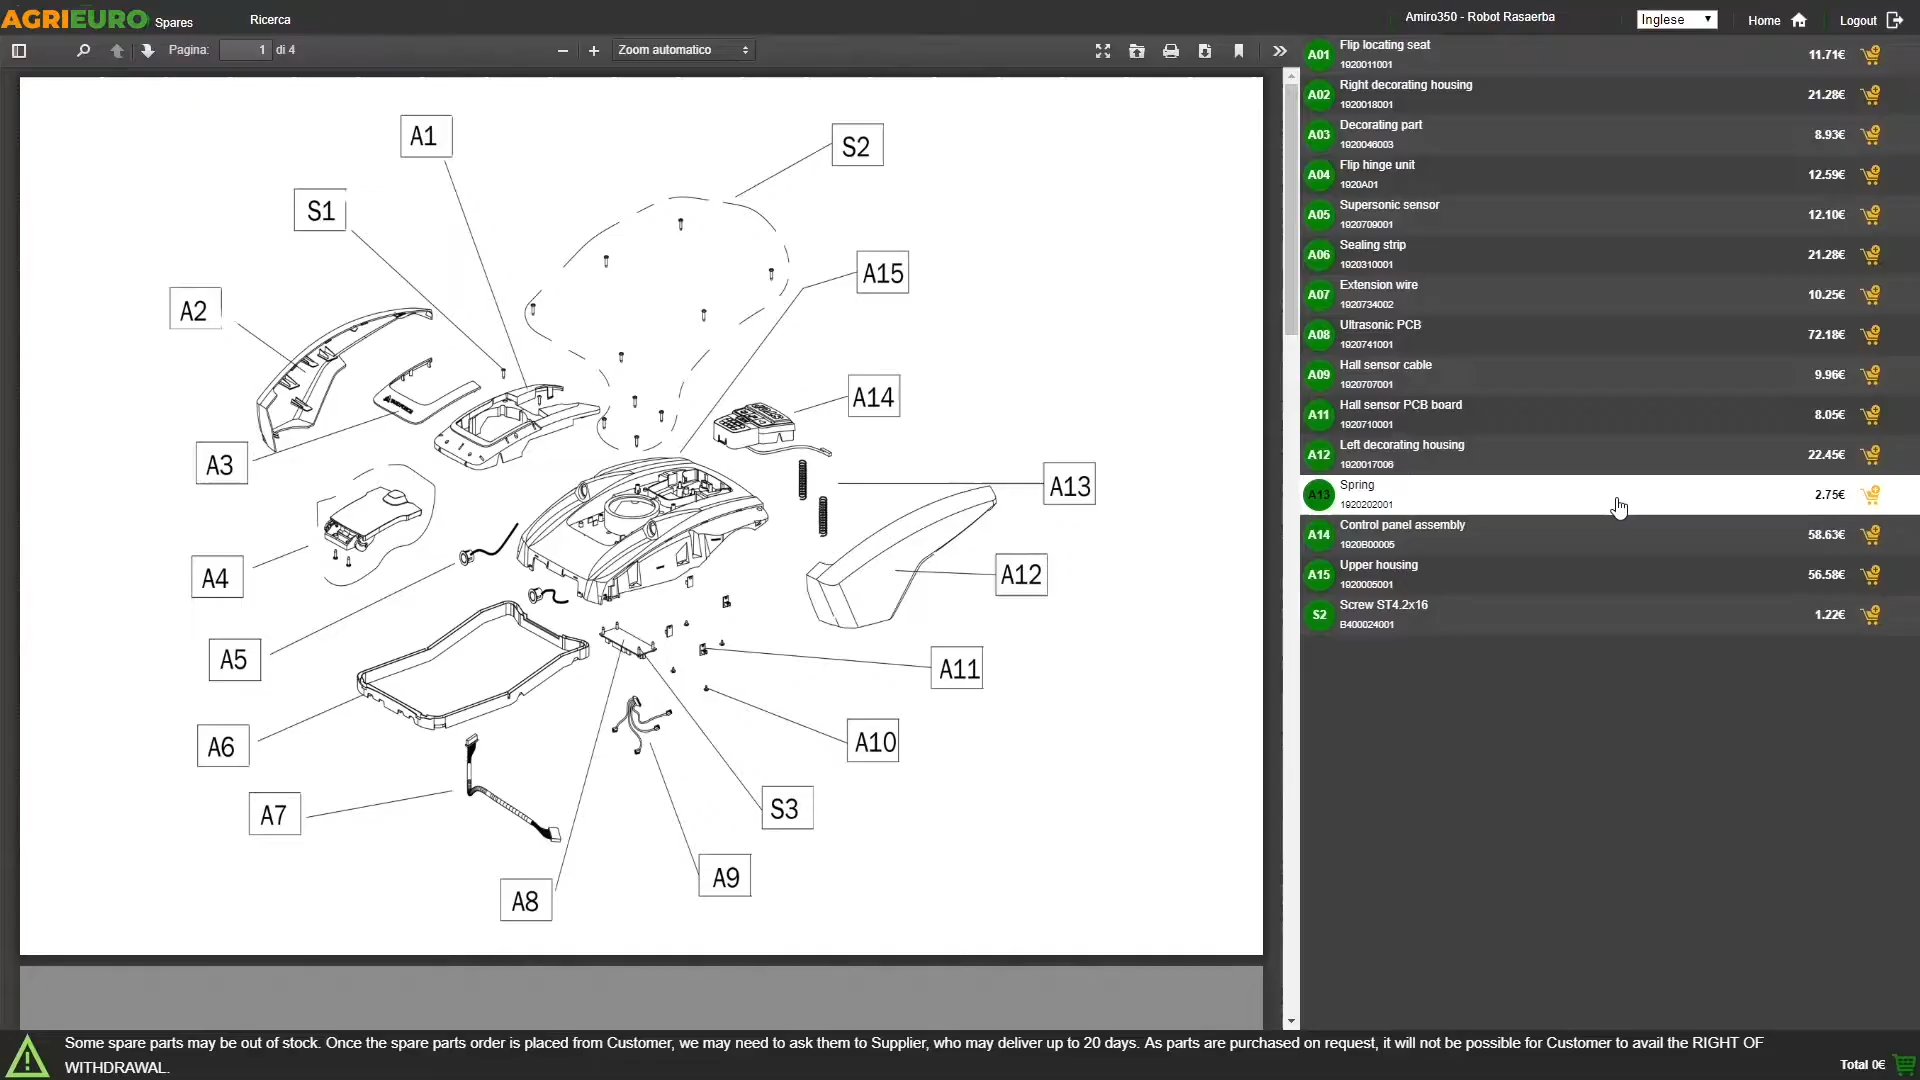 AGRIEURO Spares
Ricerca
Amiro350 - Robot Rasaerba
Inglese
Home
Logout
Pagina:
1
di 4
Zoom automatico
A1
S2
S1
A15
A2
A14
A3
A13
A4
A12
A5
A11
A6
A10
A7
S3
A9
A8
A01
Flip locating seat
1920011001
11.71€
A02
Right decorating housing
1920018001
21.28€
A03
Decorating part
1920046003
8.93€
A04
Flip hinge unit
1920A01
12.59€
A05
Supersonic sensor
1920709001
12.10€
A06
Sealing strip
1920310001
21.28€
A07
Extension wire
1920734002
10.25€
A08
Ultrasonic PCB
1920741001
72.18€
A09
Hall sensor cable
1920707001
9.96€
A11
Hall sensor PCB board
1920710001
8.05€
A12
Left decorating housing
1920017006
22.45€
A13
Spring
1920202001
2.75€
A14
Control panel assembly
1920B00005
58.63€
A15
Upper housing
1920005001
56.58€
S2
Screw ST4.2x16
B400024001
1.22€
Some spare parts may be out of stock. Once the spare parts order is placed from Customer, we may need to ask them to Supplier, who may deliver up to 20 days. As parts are purchased on request, it will not be possible for Customer to avail the RIGHT OF
WITHDRAWAL.
Total 0€